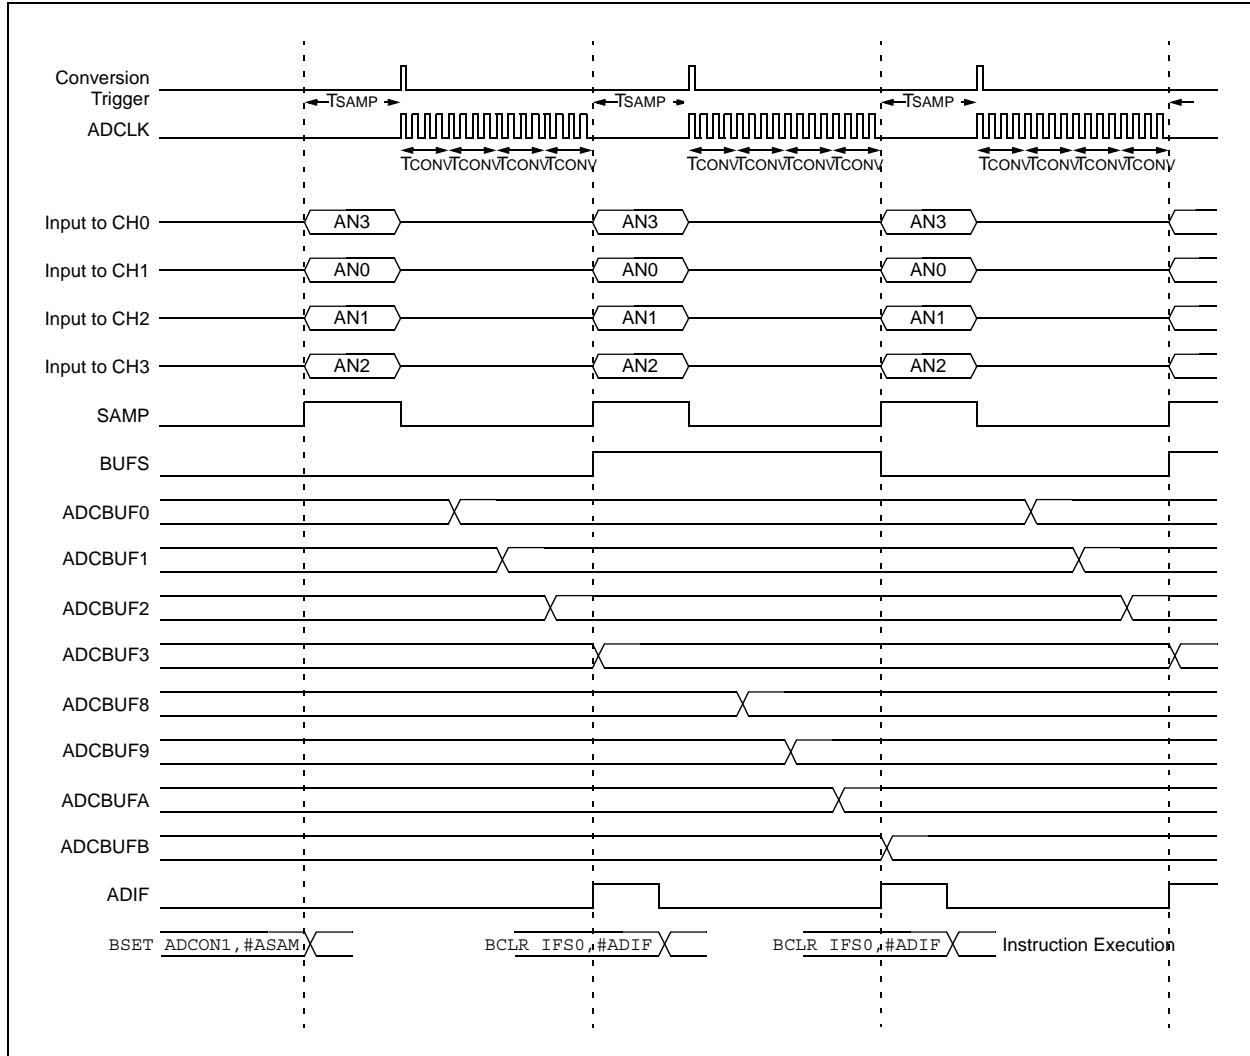 Conversion
Trigger
TSAMP TSAMP TSAMP
ADCLK
TCONV TCONV TCONV TCONV TCONV TCONV TCONV TCONV TCONV TCONV TCONV TCONV
Input to CH0 AN3 AN3 AN3
Input to CH1 AN0 AN0 AN0
Input to CH2 AN1 AN1 AN1
Input to CH3 AN2 AN2 AN2
SAMP
BUFS
ADCBUF0
ADCBUF1
ADCBUF2
ADCBUF3
ADCBUF8
ADCBUF9
ADCBUFA
ADCBUFB
ADIF
BSET ADCON1,#ASAM BCLR IFS0,#ADIF BCLR IFS0,#ADIF Instruction Execution